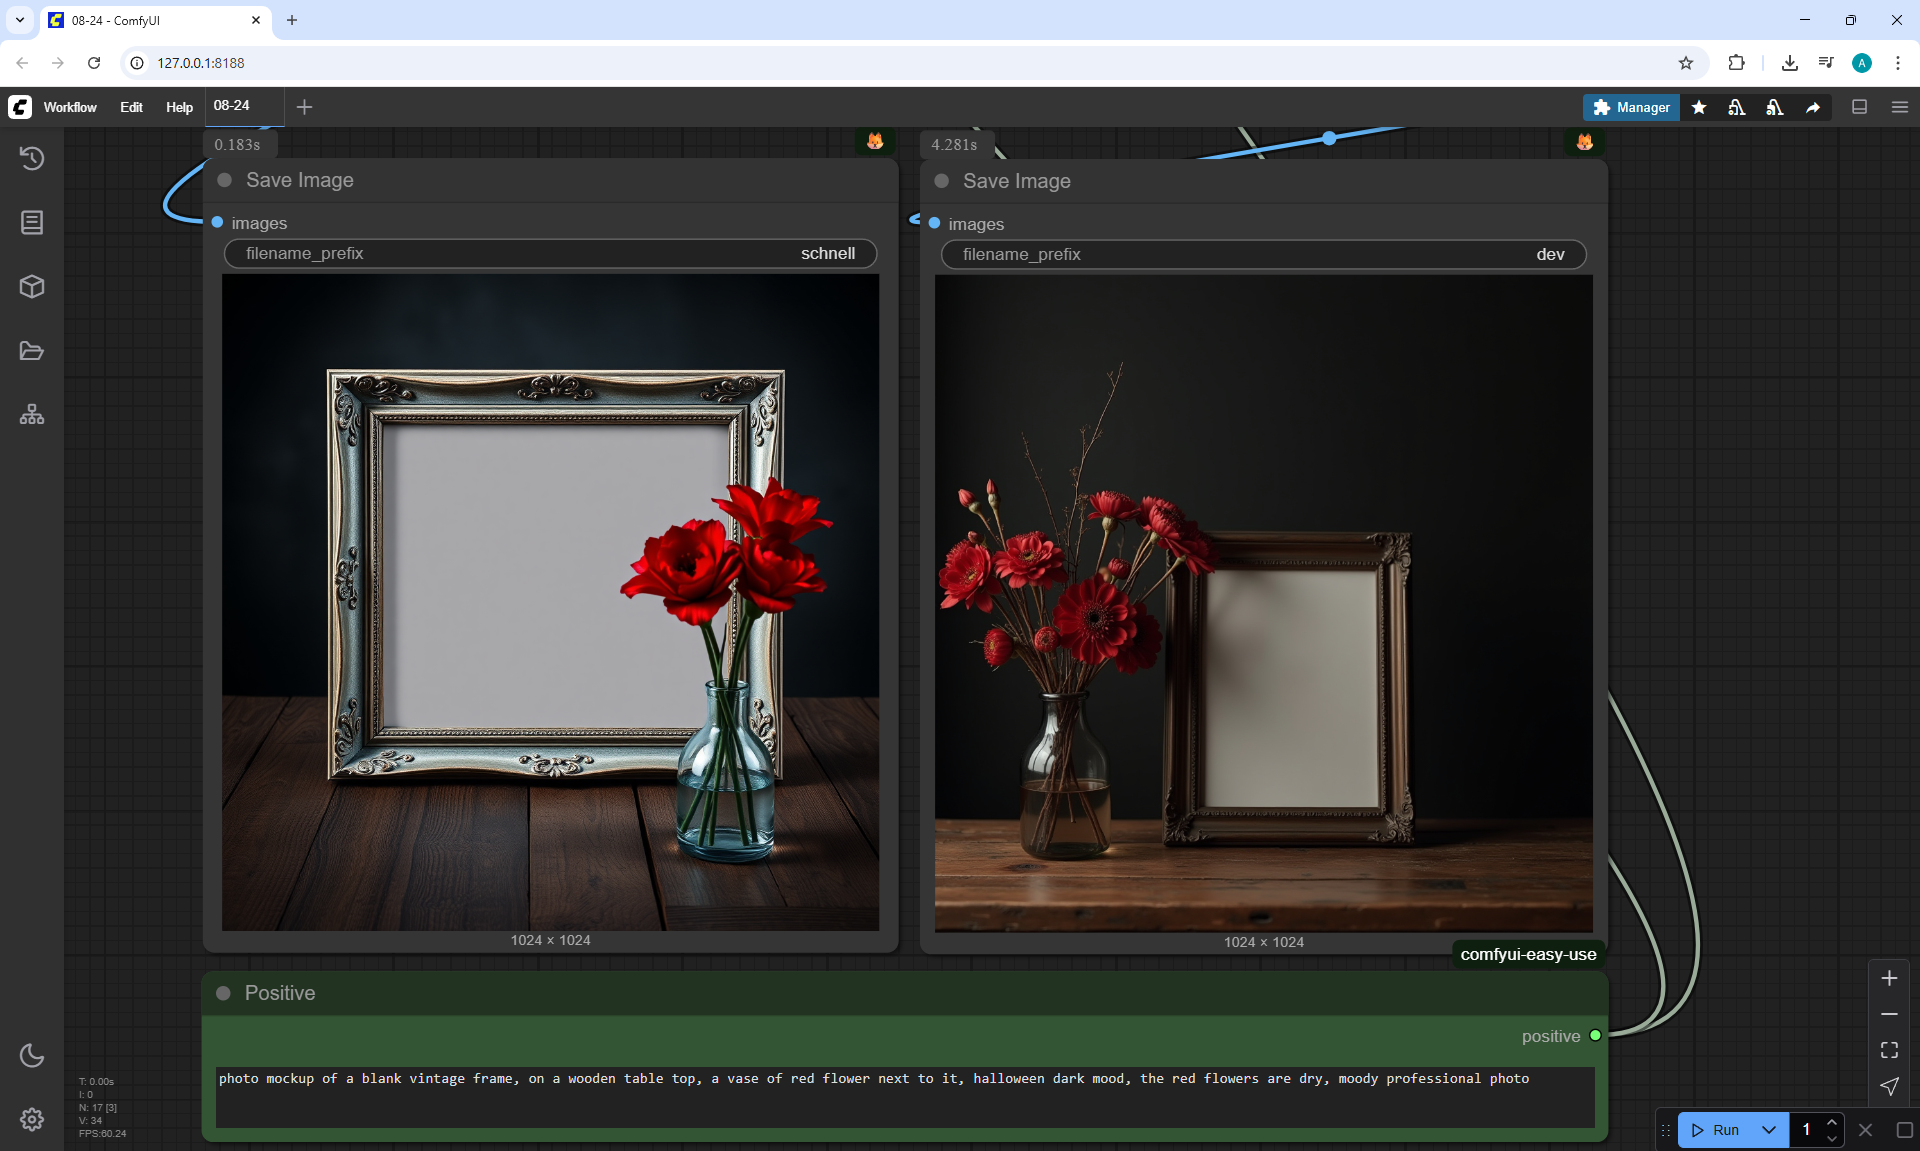 08-24 - ComfyUI
127.0.0.1:8188
A
Workflow Edit Help 08-24
Manager
0.183s
4.281s
Save Image
Save Image
images
images
filename_prefix schnell
filename_prefix dev
1024 × 1024
1024 × 1024
comfyui-easy-use
Positive
positive
photo mockup of a blank vintage frame, on a wooden table top, a vase of red flower next to it, halloween dark mood, the red flowers are dry, moody professional photo
T: 0.00s
I: 0
N: 17 [3]
V: 34
FPS:60.24
Run 1